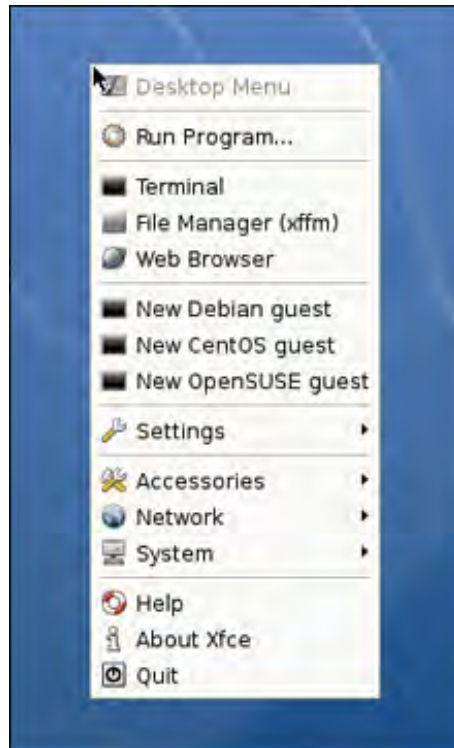 Desktop Menu
Run Program...
Terminal
File Manager (xffm)
Web Browser
New Debian guest
New CentOS guest
New OpenSUSE guest
Settings
Accessories
Network
System
Help
About Xfce
Quit